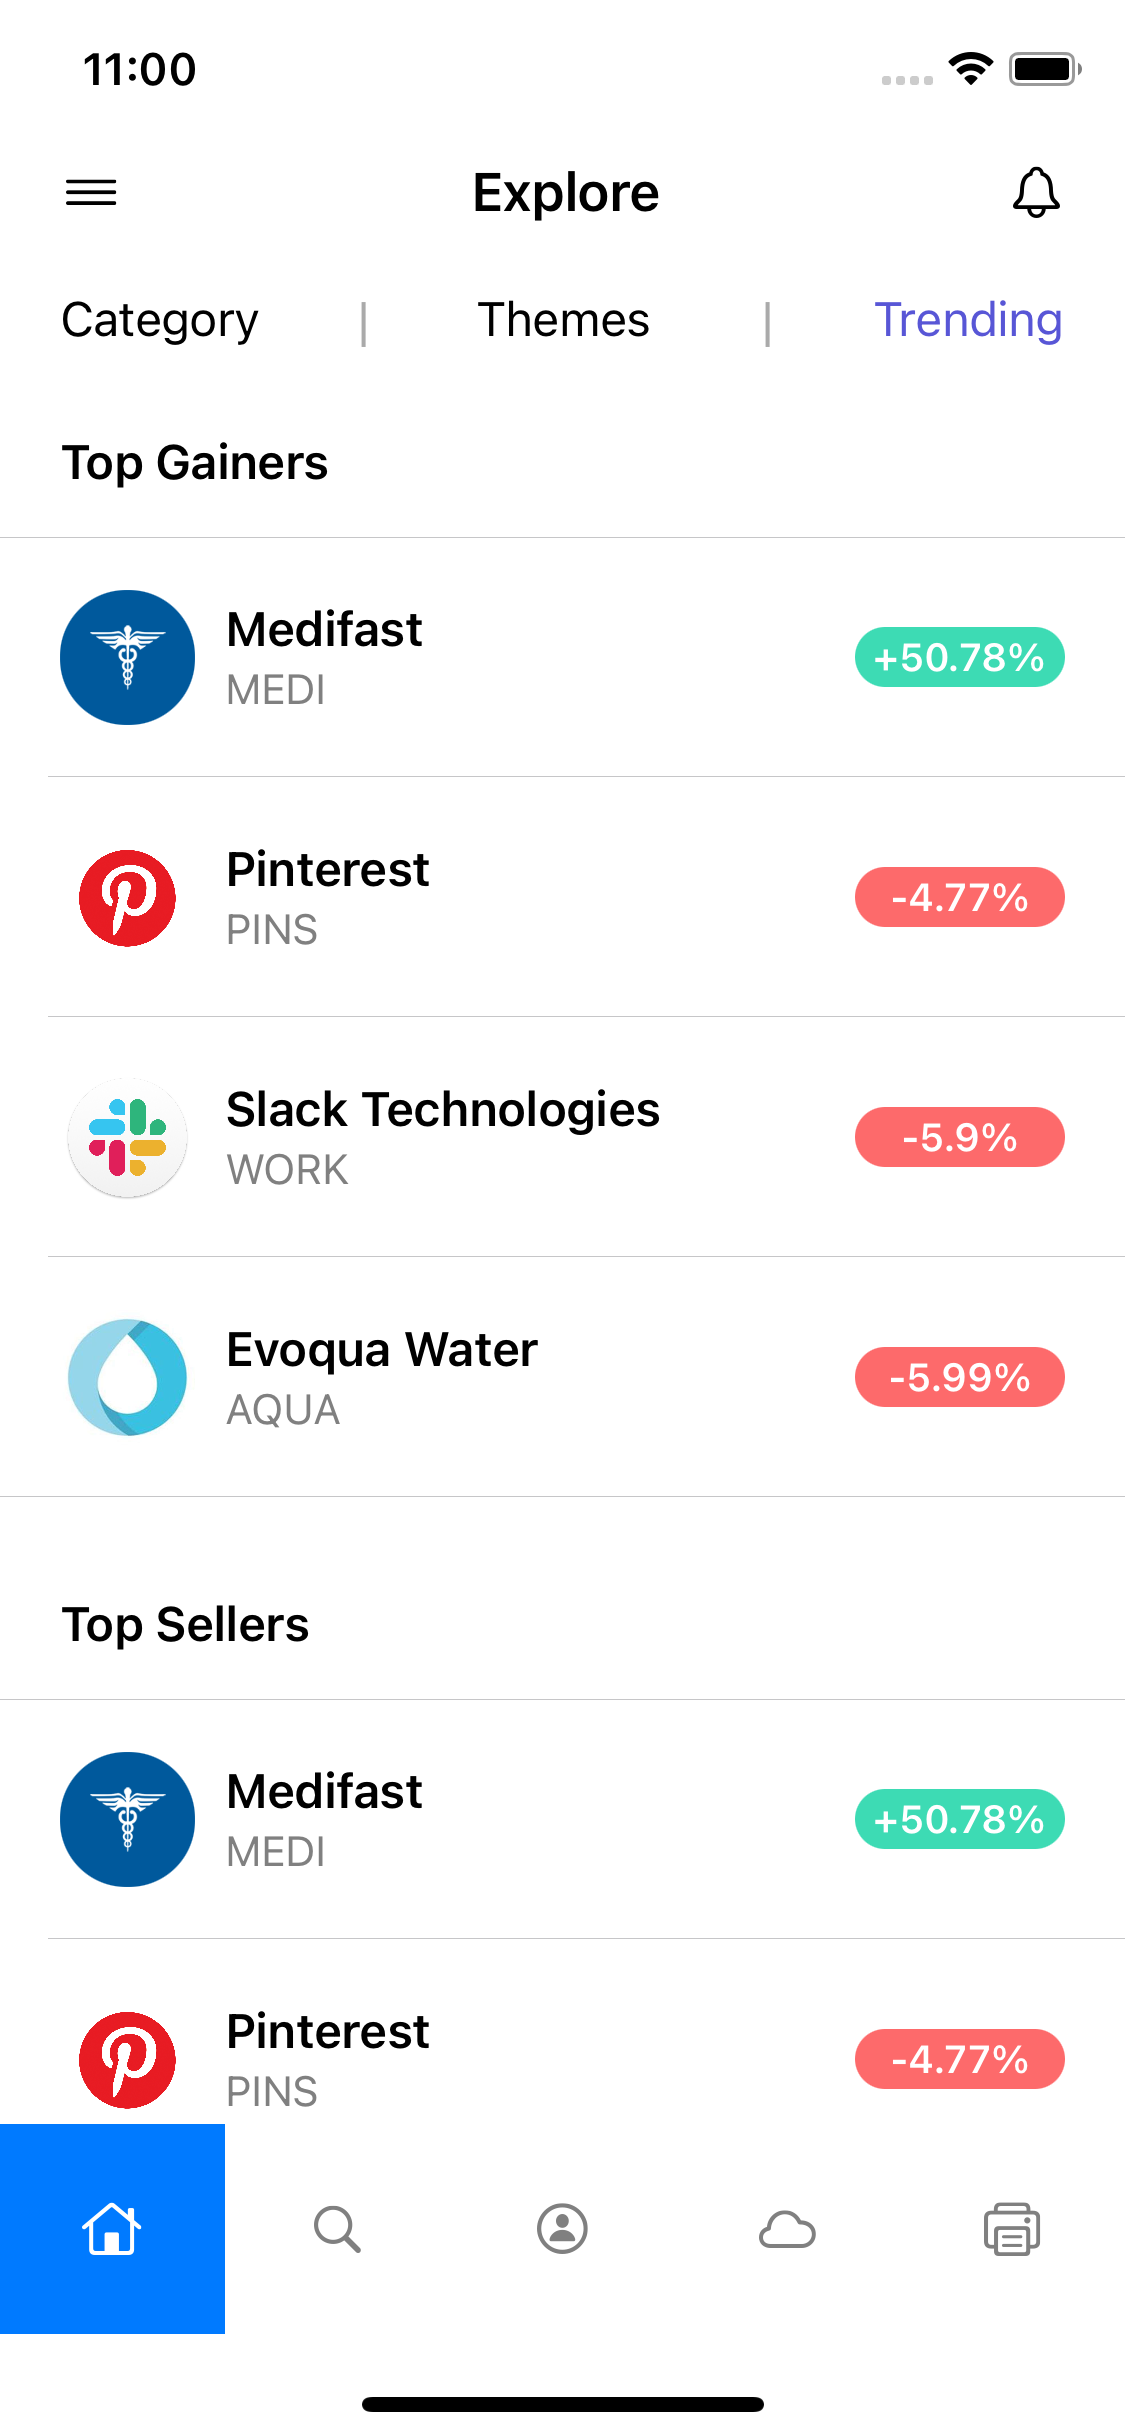 11:00
Explore
Category | Themes | Trending
Top Gainers
Medifast
MEDI
+50.78%
Pinterest
PINS
-4.77%
Slack Technologies
WORK
-5.9%
Evoqua Water
AQUA
-5.99%
Top Sellers
Medifast
MEDI
+50.78%
Pinterest
PINS
-4.77%